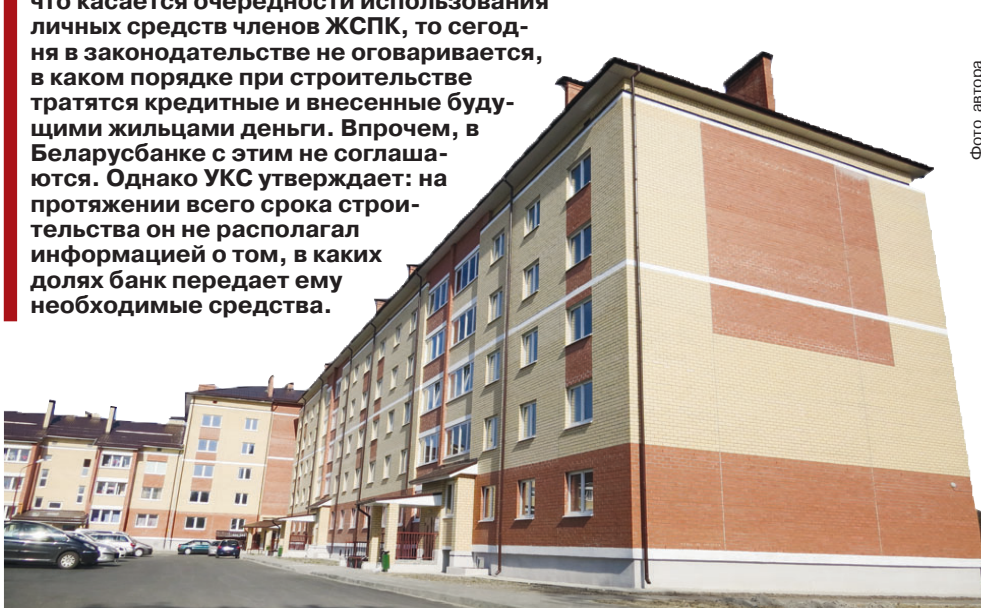 что касается очередности использования
личных средств членов ЖСПК, то сегод-
ня в законодательстве не оговаривается,
в каком порядке при строительстве
тратятся кредитные и внесенные буду-
щими жильцами деньги. Впрочем, в
Беларусбанке с этим не соглаша-
ются. Однако УКС утверждает: на
протяжении всего срока строи-
тельства он не располагал
информацией о том, в каких
долях банк передает ему
необходимые средства.
Фото автора